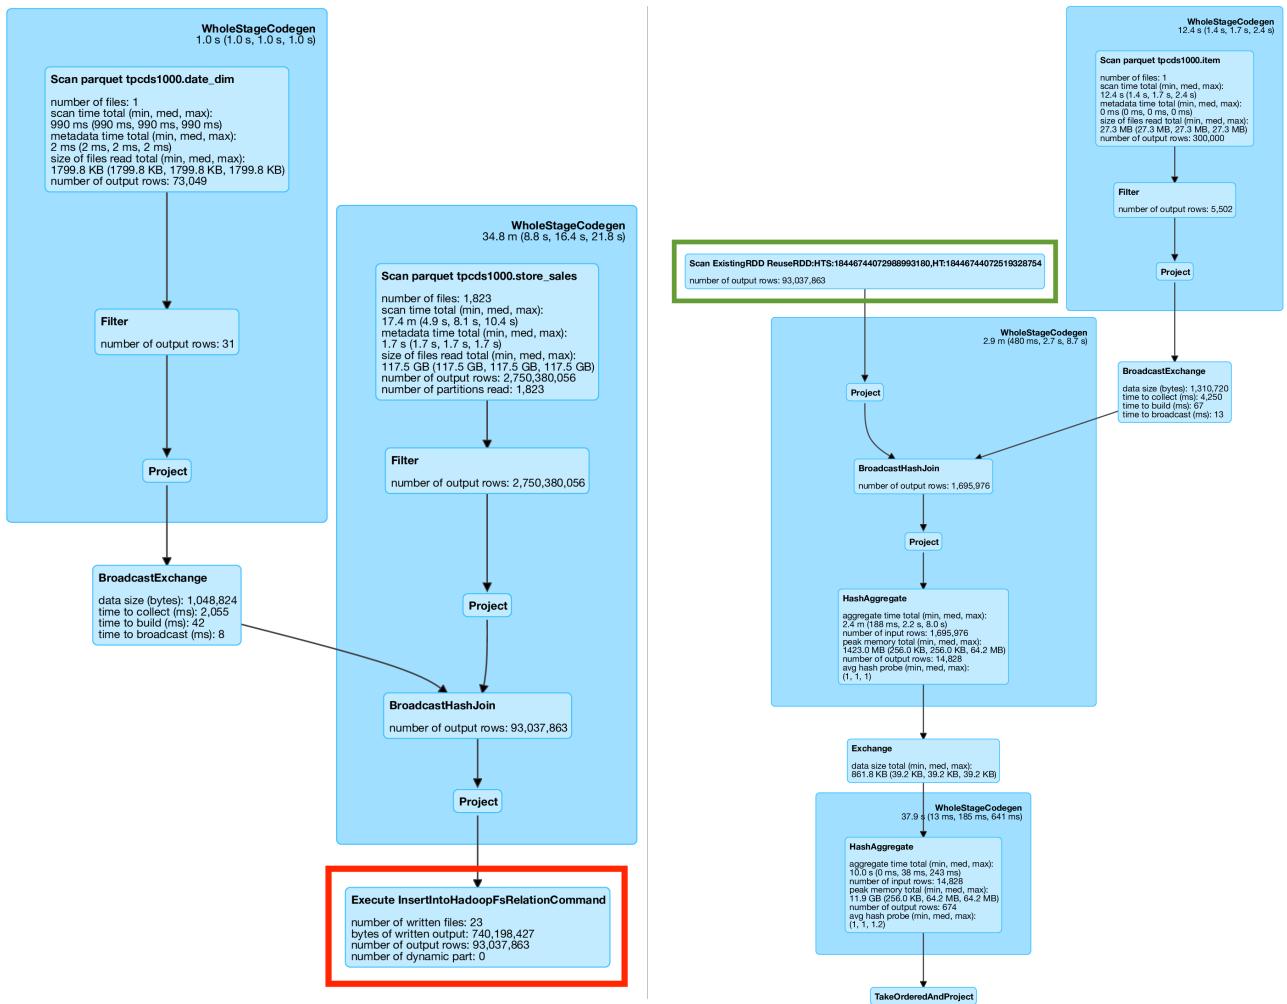 WholeStageCodegen
1.0 s (1.0 s, 1.0 s, 1.0 s)
Scan parquet tpcds1000.date_dim
number of files: 1
scan time total (min, med, max):
990 ms (990 ms, 990 ms, 990 ms)
metadata time total (min, med, max):
2 ms (2 ms, 2 ms, 2 ms)
size of files read total (min, med, max):
1799.8 KB (1799.8 KB, 1799.8 KB, 1799.8 KB)
number of output rows: 73,049
Filter
number of output rows: 31
Project
BroadcastExchange
data size (bytes): 1,048,824
time to collect (ms): 2,055
time to build (ms): 42
time to broadcast (ms): 8
WholeStageCodegen
34.8 m (8.8 s, 16.4 s, 21.8 s)
Scan parquet tpcds1000.store_sales
number of files: 1,823
scan time total (min, med, max):
17.4 m (4.9 s, 8.1 s, 10.4 s)
metadata time total (min, med, max):
1.7 s (1.7 s, 1.7 s, 1.7 s)
size of files read total (min, med, max):
117.5 GB (117.5 GB, 117.5 GB, 117.5 GB)
number of output rows: 2,750,380,056
number of partitions read: 1,823
Filter
number of output rows: 2,750,380,056
Project
BroadcastHashJoin
number of output rows: 93,037,863
Project
Execute InsertIntoHadoopFsRelationCommand
number of written files: 23
bytes of written output: 740,198,427
number of output rows: 93,037,863
number of dynamic part: 0
WholeStageCodegen
12.4 s (1.4 s, 1.7 s, 2.4 s)
Scan parquet tpcds1000.item
number of files: 1
scan time total (min, med, max):
12.4 s (1.4 s, 1.7 s, 2.4 s)
metadata time total (min, med, max):
0 ms (0 ms, 0 ms, 0 ms)
size of files read total (min, med, max):
27.3 MB (27.3 MB, 27.3 MB, 27.3 MB)
number of output rows: 300,000
Filter
number of output rows: 5,502
Project
BroadcastExchange
data size (bytes): 1,310,720
time to collect (ms): 4,250
time to build (ms): 67
time to broadcast (ms): 13
Scan ExistingRDD ReuseRDD:HTS:18446744072988993180,HT:18446744072519328754
number of output rows: 93,037,863
WholeStageCodegen
2.9 m (480 ms, 2.7 s, 8.7 s)
Project
BroadcastHashJoin
number of output rows: 1,695,976
Project
HashAggregate
aggregate time total (min, med, max):
2.4 m (188 ms, 2.2 s, 8.0 s)
number of input rows: 1,695,976
peak memory total (min, med, max):
1423.0 MB (256.0 KB, 256.0 KB, 64.2 MB)
number of output rows: 14,828
avg hash probe (min, med, max):
(1, 1, 1)
Exchange
data size total (min, med, max):
861.8 KB (39.2 KB, 39.2 KB, 39.2 KB)
WholeStageCodegen
37.9 s (13 ms, 185 ms, 641 ms)
HashAggregate
aggregate time total (min, med, max):
10.0 s (0 ms, 38 ms, 243 ms)
number of input rows: 14,828
peak memory total (min, med, max):
11.9 GB (256.0 KB, 64.2 MB, 64.2 MB)
number of output rows: 674
avg hash probe (min, med, max):
(1, 1, 1.2)
TakeOrderedAndProject